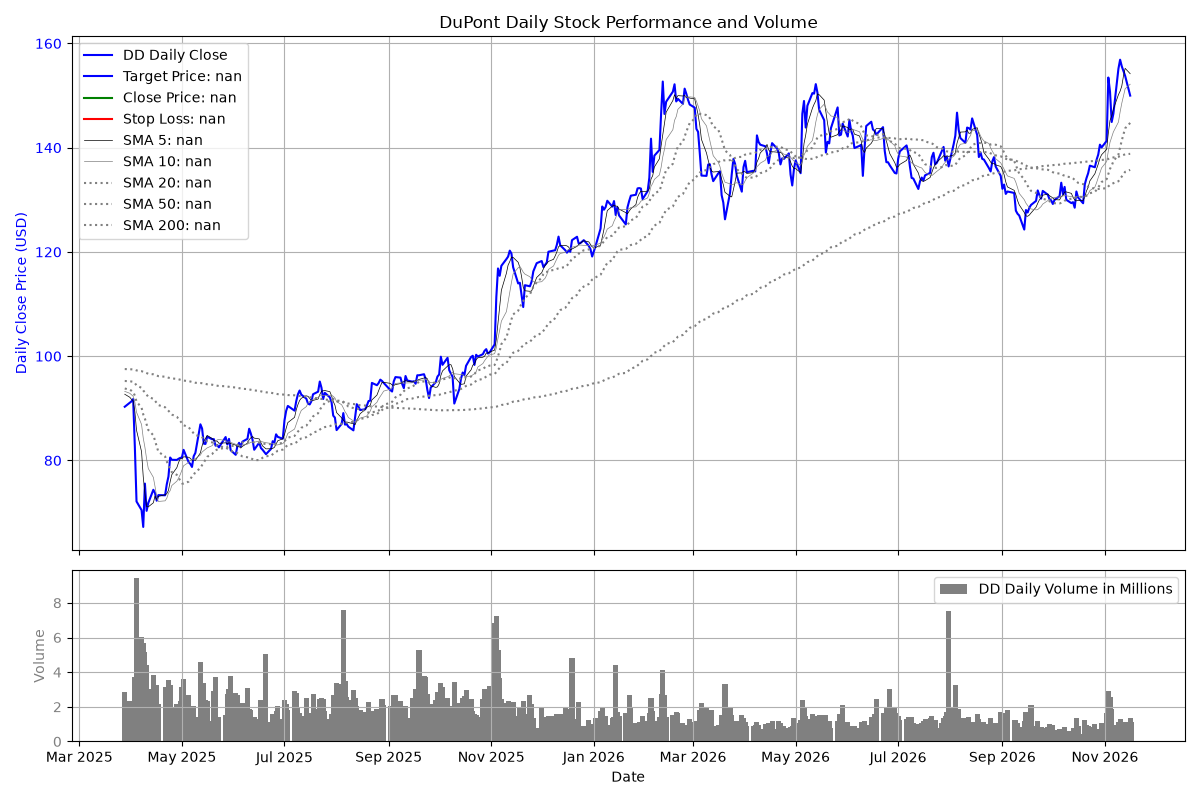 DuPont Daily Stock Performance and Volume
160
140
120
100
80
Daily Close Price (USD)
DD Daily Close
Target Price: nan
Close Price: nan
Stop Loss: nan
SMA 5: nan
SMA 10: nan
SMA 20: nan
SMA 50: nan
SMA 200: nan
8
6
4
2
0
Volume
DD Daily Volume in Millions
Mar 2025 May 2025 Jul 2025 Sep 2025 Nov 2025 Jan 2026 Mar 2026 May 2026 Jul 2026 Sep 2026 Nov 2026
Date